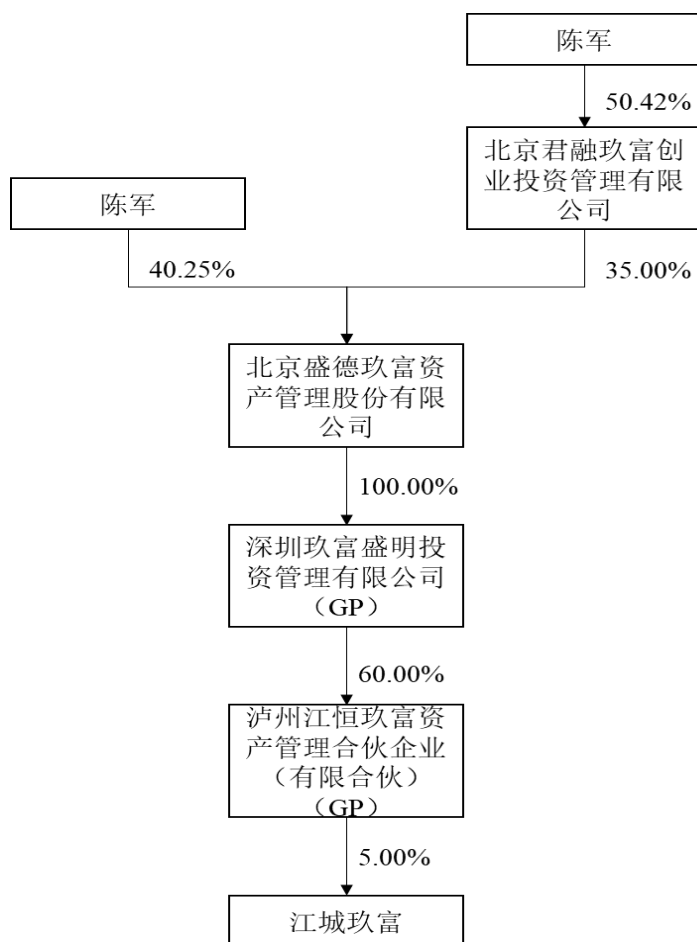 陈军
50.42%
北京君融玖富创
业投资管理有限
公司
陈军
40.25%
35.00%
北京盛德玖富资
产管理股份有限
公司
100.00%
深圳玖富盛明投
资管理有限公司
（GP）
60.00%
泸州江恒玖富资
产管理合伙企业
（有限合伙）
（GP）
5.00%
江城玖富